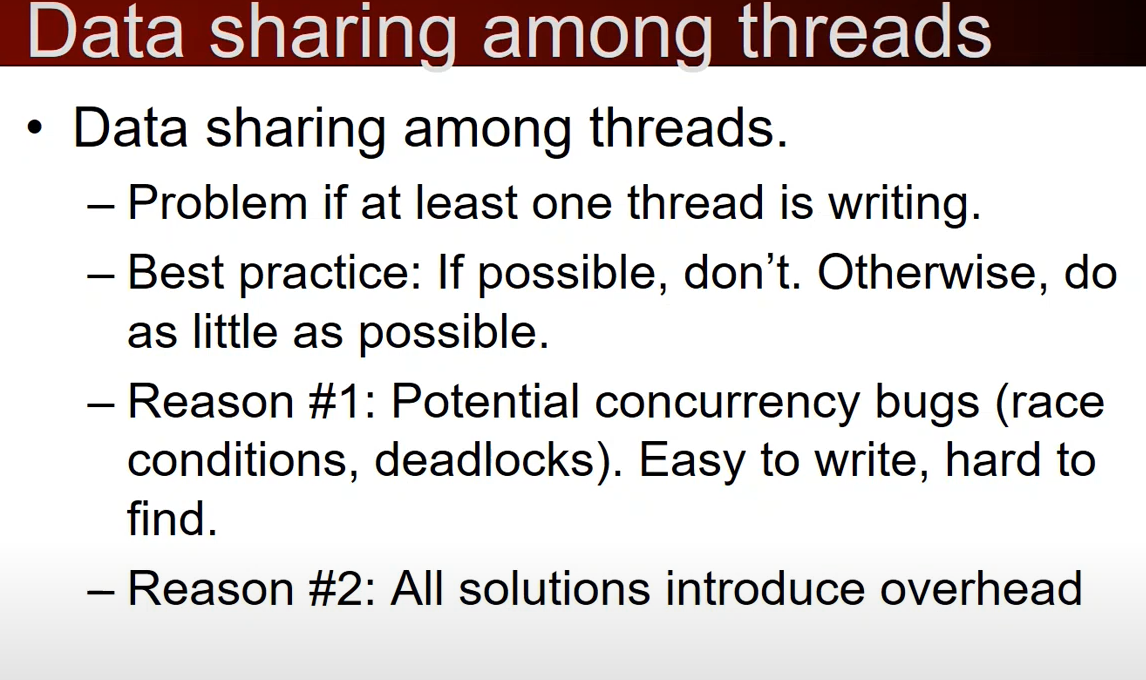 Data sharing among threads
• Data sharing among threads.
– Problem if at least one thread is writing.
– Best practice: If possible, don’t. Otherwise, do
as little as possible.
– Reason #1: Potential concurrency bugs (race
conditions, deadlocks). Easy to write, hard to
find.
– Reason #2: All solutions introduce overhead